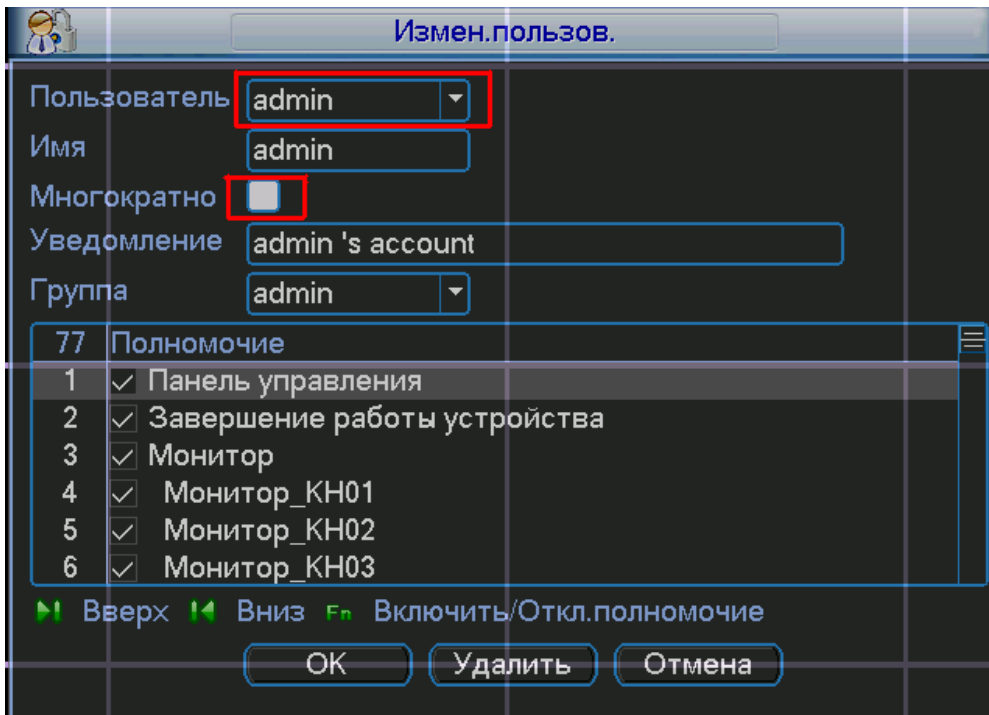 Измен.пользов.
Пользователь admin
Имя admin
Многократно
Уведомление admin 's account
Группа admin
77 Полномочие
1 Панель управления
2 Завершение работы устройства
3 Монитор
4 Монитор_КН01
5 Монитор_КН02
6 Монитор_КН03
Вверх Вниз Fn Включить/Откл.полномочие
OK Удалить Отмена